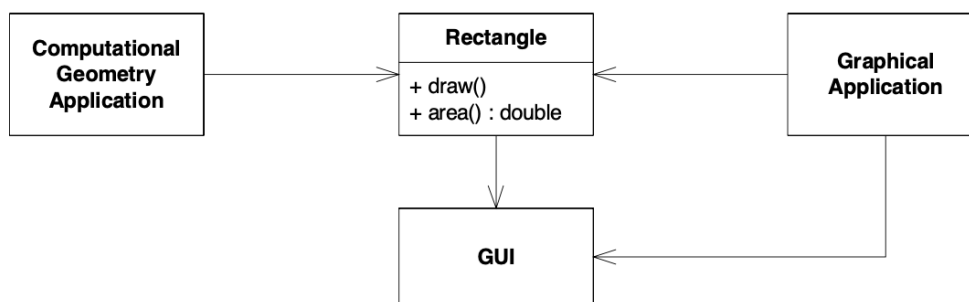 Computational
Geometry
Application
Rectangle
+ draw()
+ area() : double
Graphical
Application
GUI